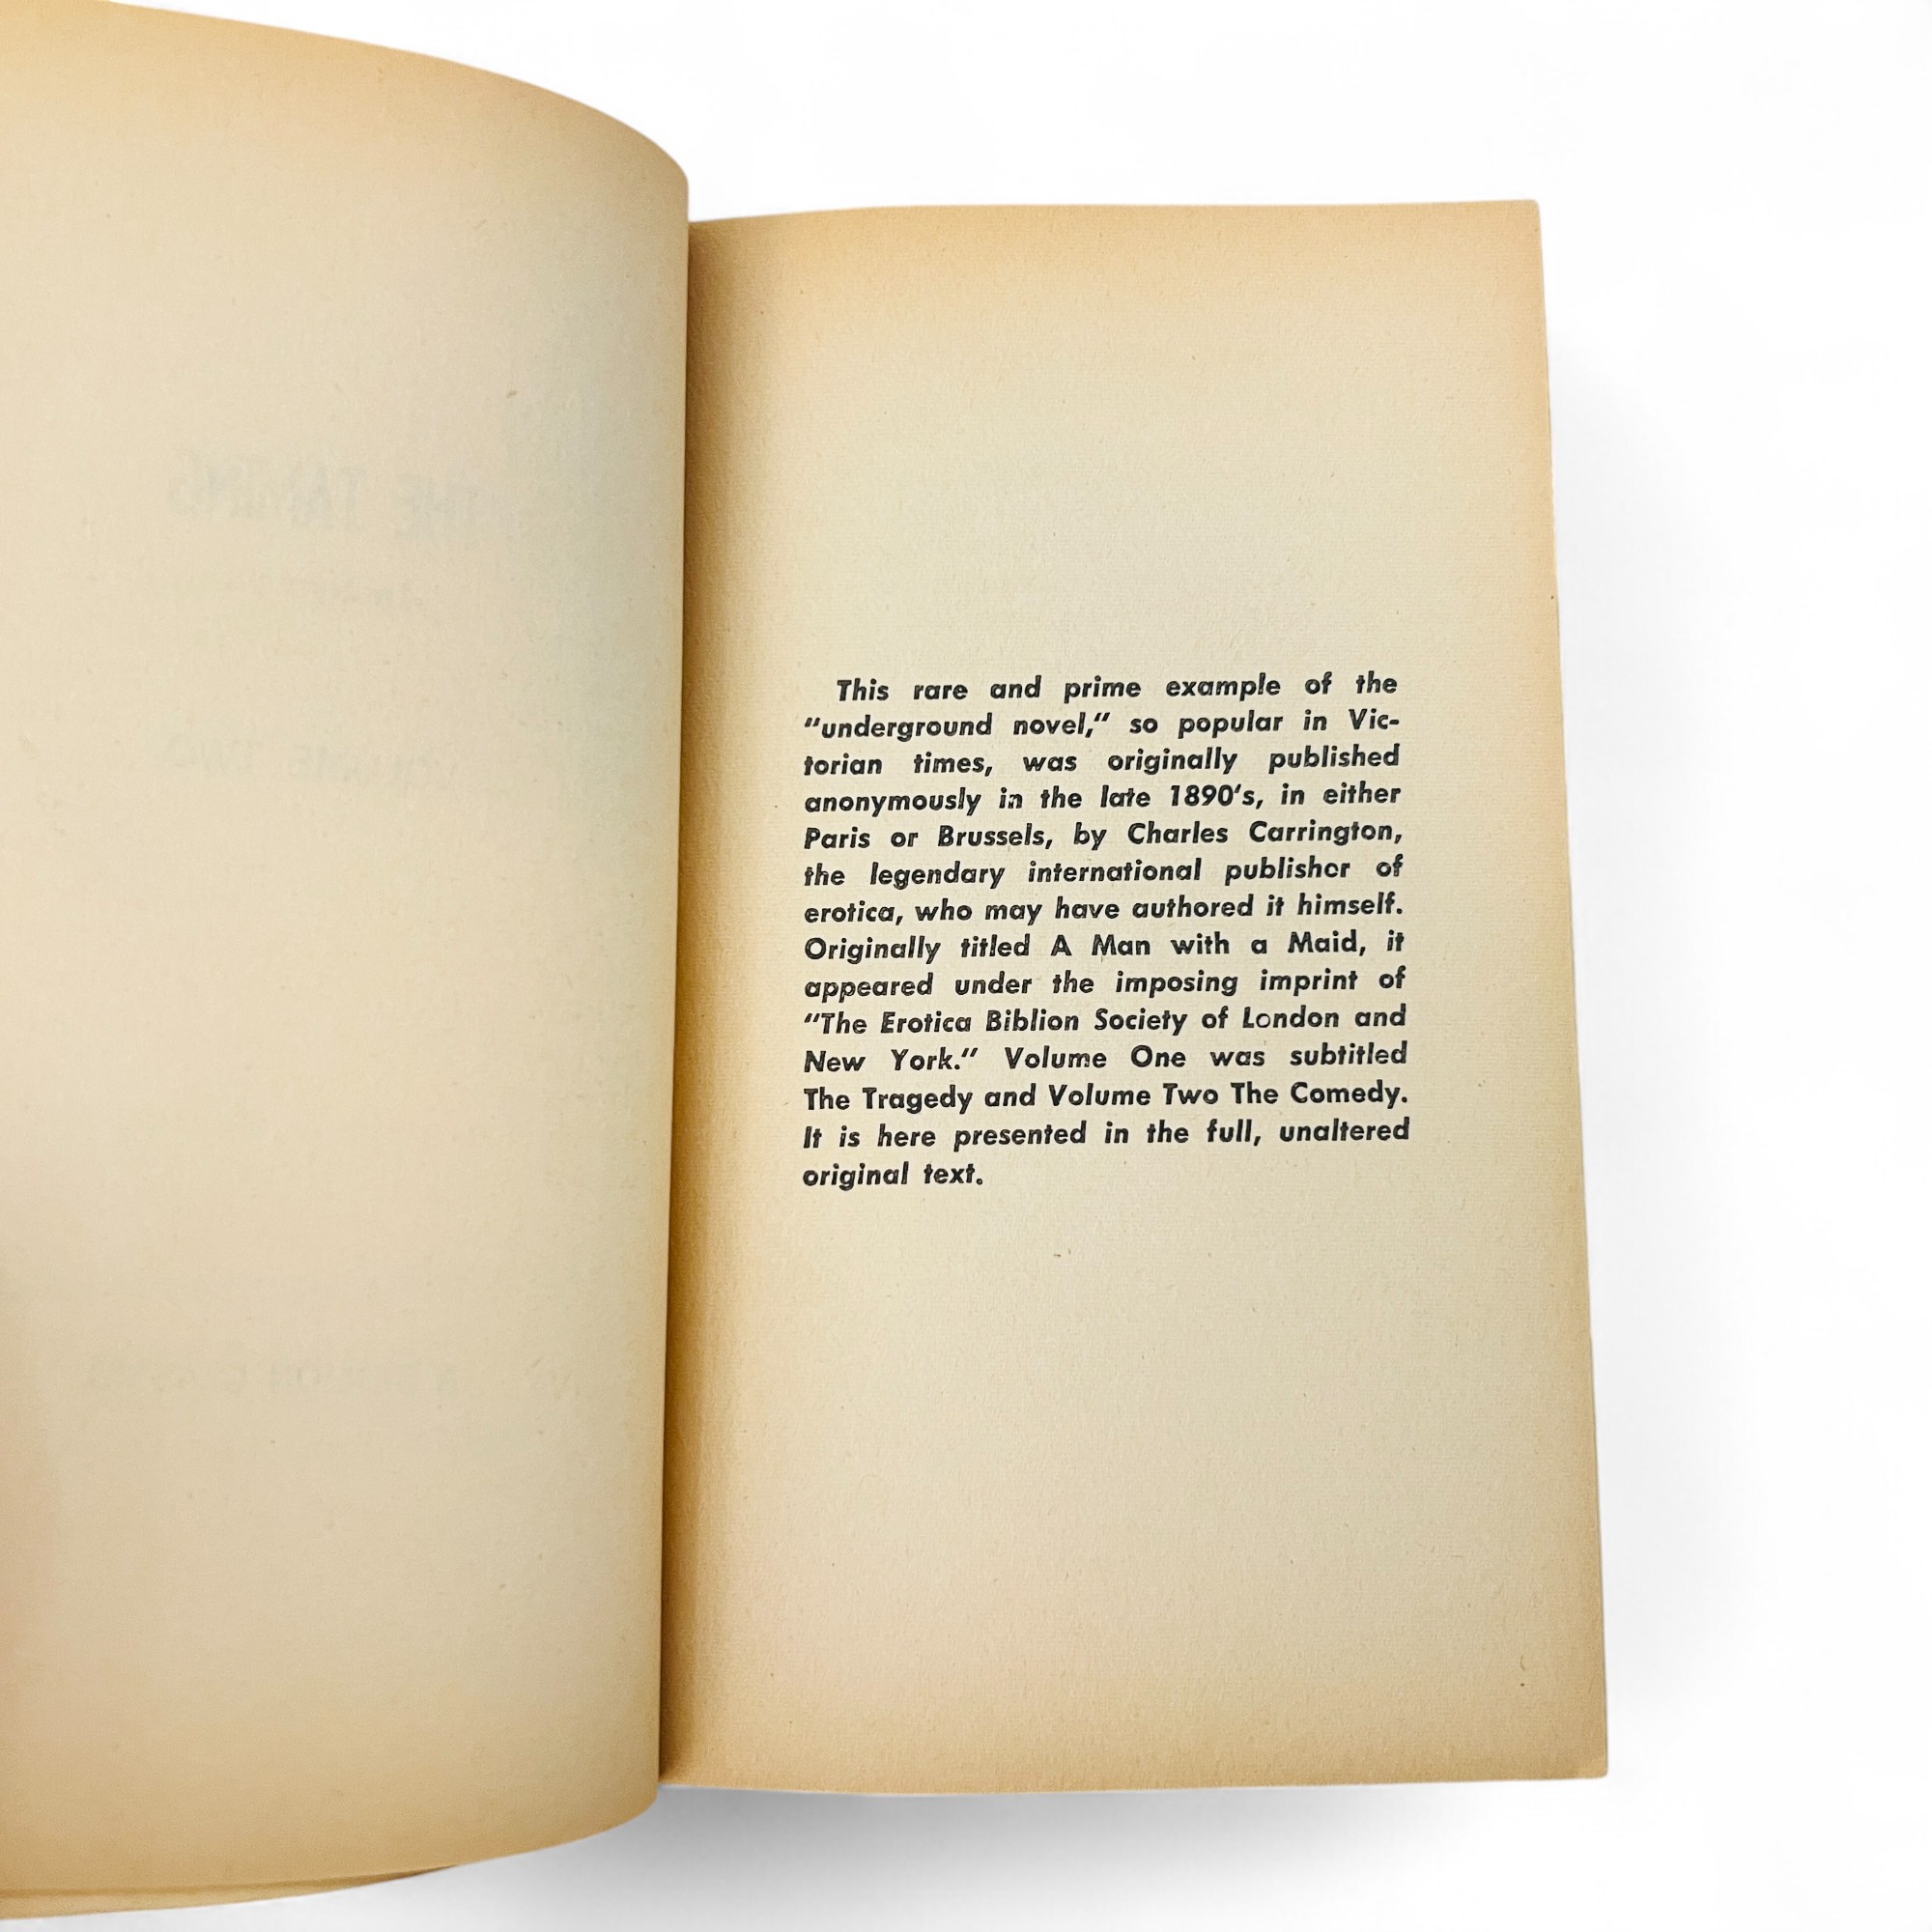 This rare and prime example of the
"underground novel," so popular in Vic-
torian times, was originally published
anonymously in the late 1890's, in either
Paris or Brussels, by Charles Carrington,
the legendary international publisher of
erotica, who may have authored it himself.
Originally titled A Man with a Maid, it
appeared under the imposing imprint of
"The Erotica Biblion Society of London and
New York." Volume One was subtitled
The Tragedy and Volume Two The Comedy.
It is here presented in the full, unaltered
original text.